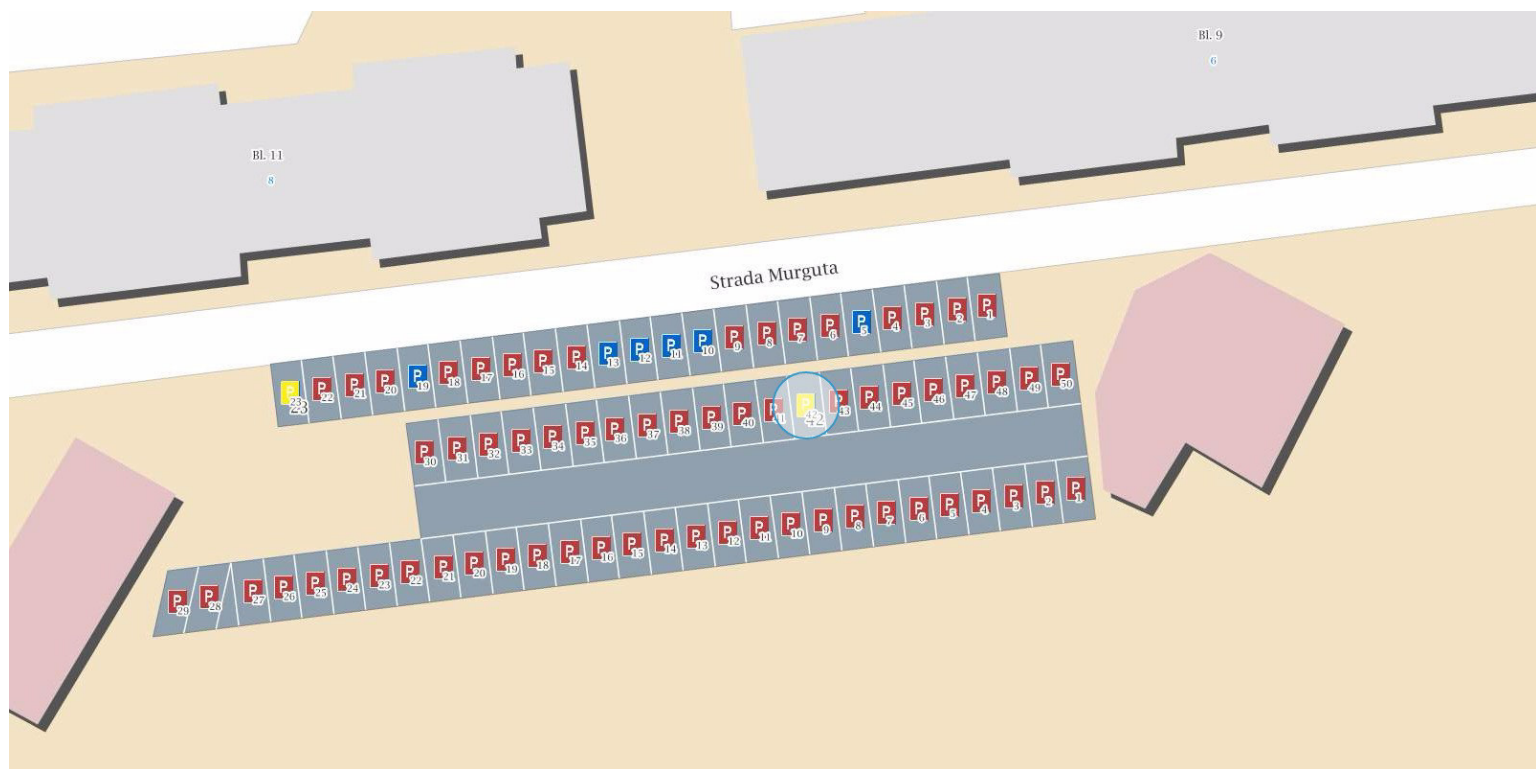 Bl. 9
6
Bl. 11
8
Strada Murguta
P 23 23 P 22 P 21 P 20 P 19 P 18 P 17 P 16 P 15 P 14 P 13 P 12 P 11 P 10 P 9 P 8 P 7 P 6 P 5 P 4 P 3 P 2 P 1
P 30 P 31 P 32 P 33 P 34 P 35 P 36 P 37 P 38 P 39 P 40 P 41 P 42 42 P 43 P 44 P 45 P 46 P 47 P 48 P 49 P 50
P 29 P 28 P 27 P 26 P 25 P 24 P 23 P 22 P 21 P 20 P 19 P 18 P 17 P 16 P 15 P 14 P 13 P 12 P 11 P 10 P 9 P 8 P 7 P 6 P 5 P 4 P 3 P 2 P 1